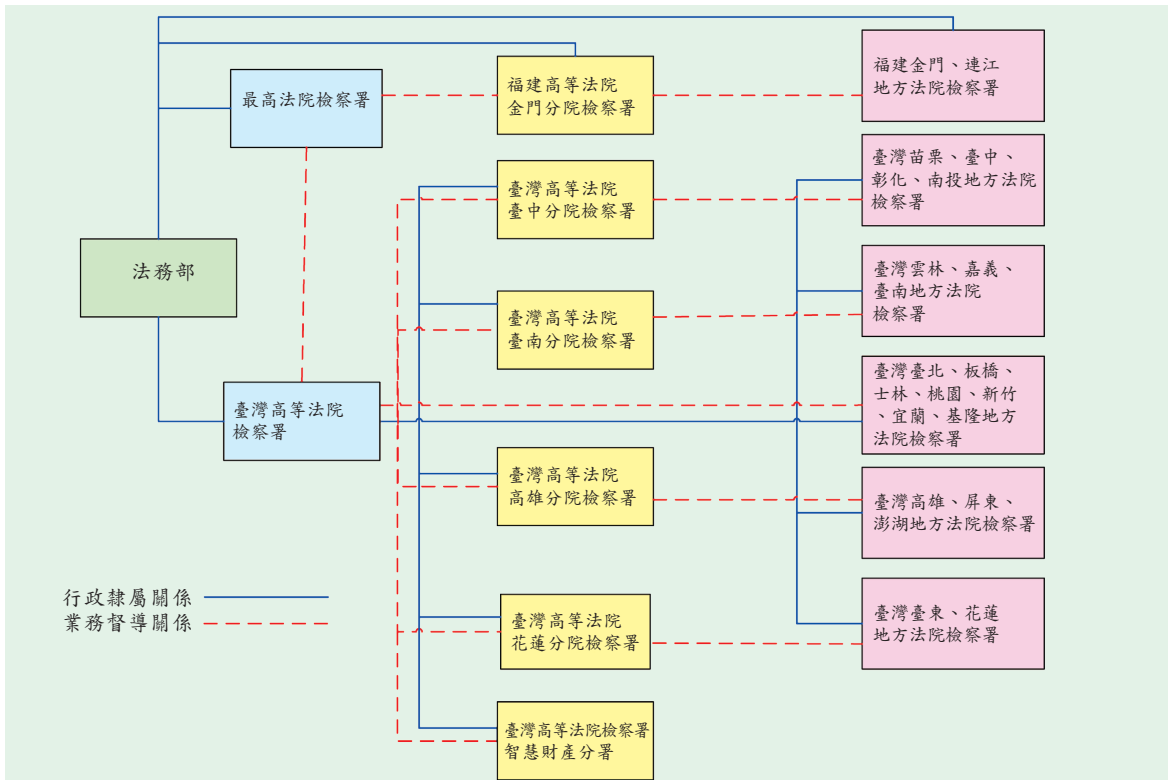 福建金門、連江
地方法院檢察署
最高法院檢察署
福建高等法院
金門分院檢察署
臺灣苗栗、臺中、
彰化、南投地方法院
檢察署
臺灣高等法院
臺中分院檢察署
法務部
臺灣雲林、嘉義、
臺南地方法院
檢察署
臺灣高等法院
臺南分院檢察署
臺灣高等法院
檢察署
臺灣臺北、板橋、
士林、桃園、新竹
、宜蘭、基隆地方
法院檢察署
臺灣高等法院
高雄分院檢察署
臺灣高雄、屏東、
澎湖地方法院檢察署
行政隸屬關係
業務督導關係
臺灣高等法院
花蓮分院檢察署
臺灣臺東、花蓮
地方法院檢察署
臺灣高等法院檢察署
智慧財產分署